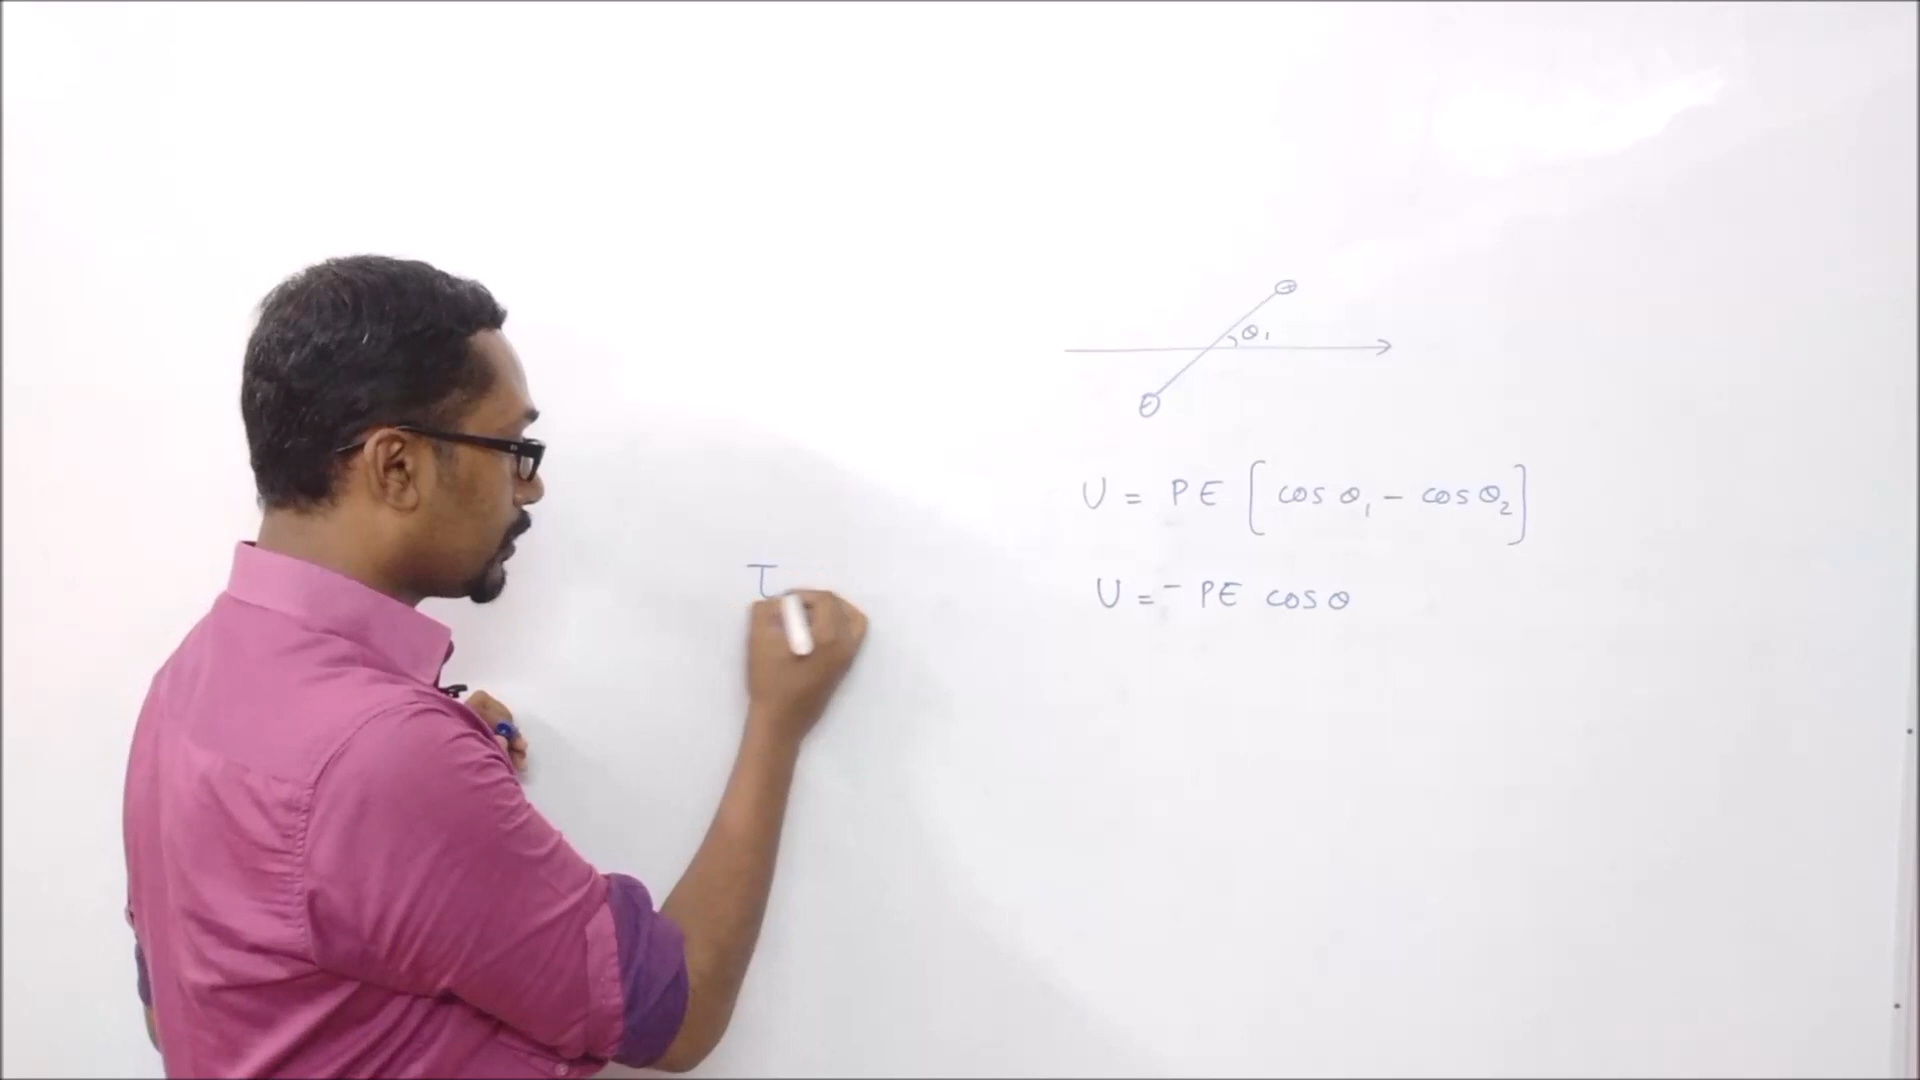 θ₁
U = PE [cos θ₁ - cos θ₂]
τ
U = - PE cos θ